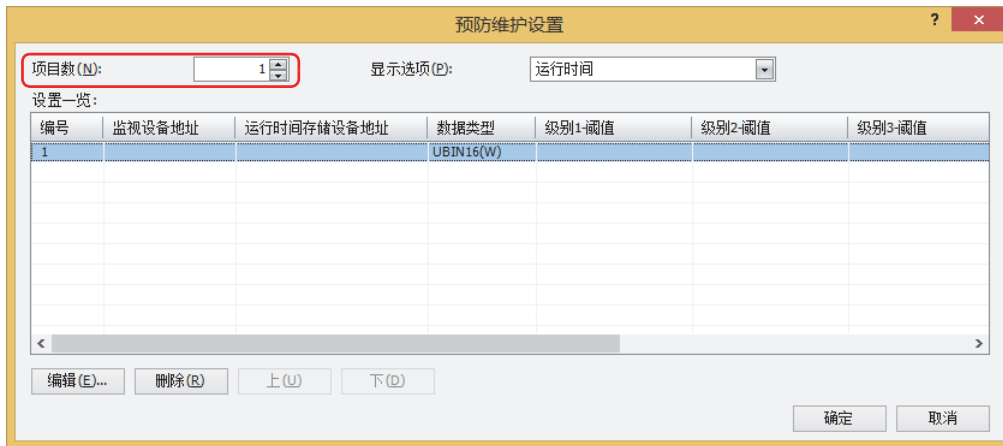 预防维护设置 ? ×
项目数(N): 1 显示选项(P): 运行时间
设置一览:
编号 监视设备地址 运行时间存储设备地址 数据类型 级别1-阈值 级别2-阈值 级别3-阈值
1 UBIN16(W)
编辑(E)... 删除(R) 上(U) 下(D)
确定 取消